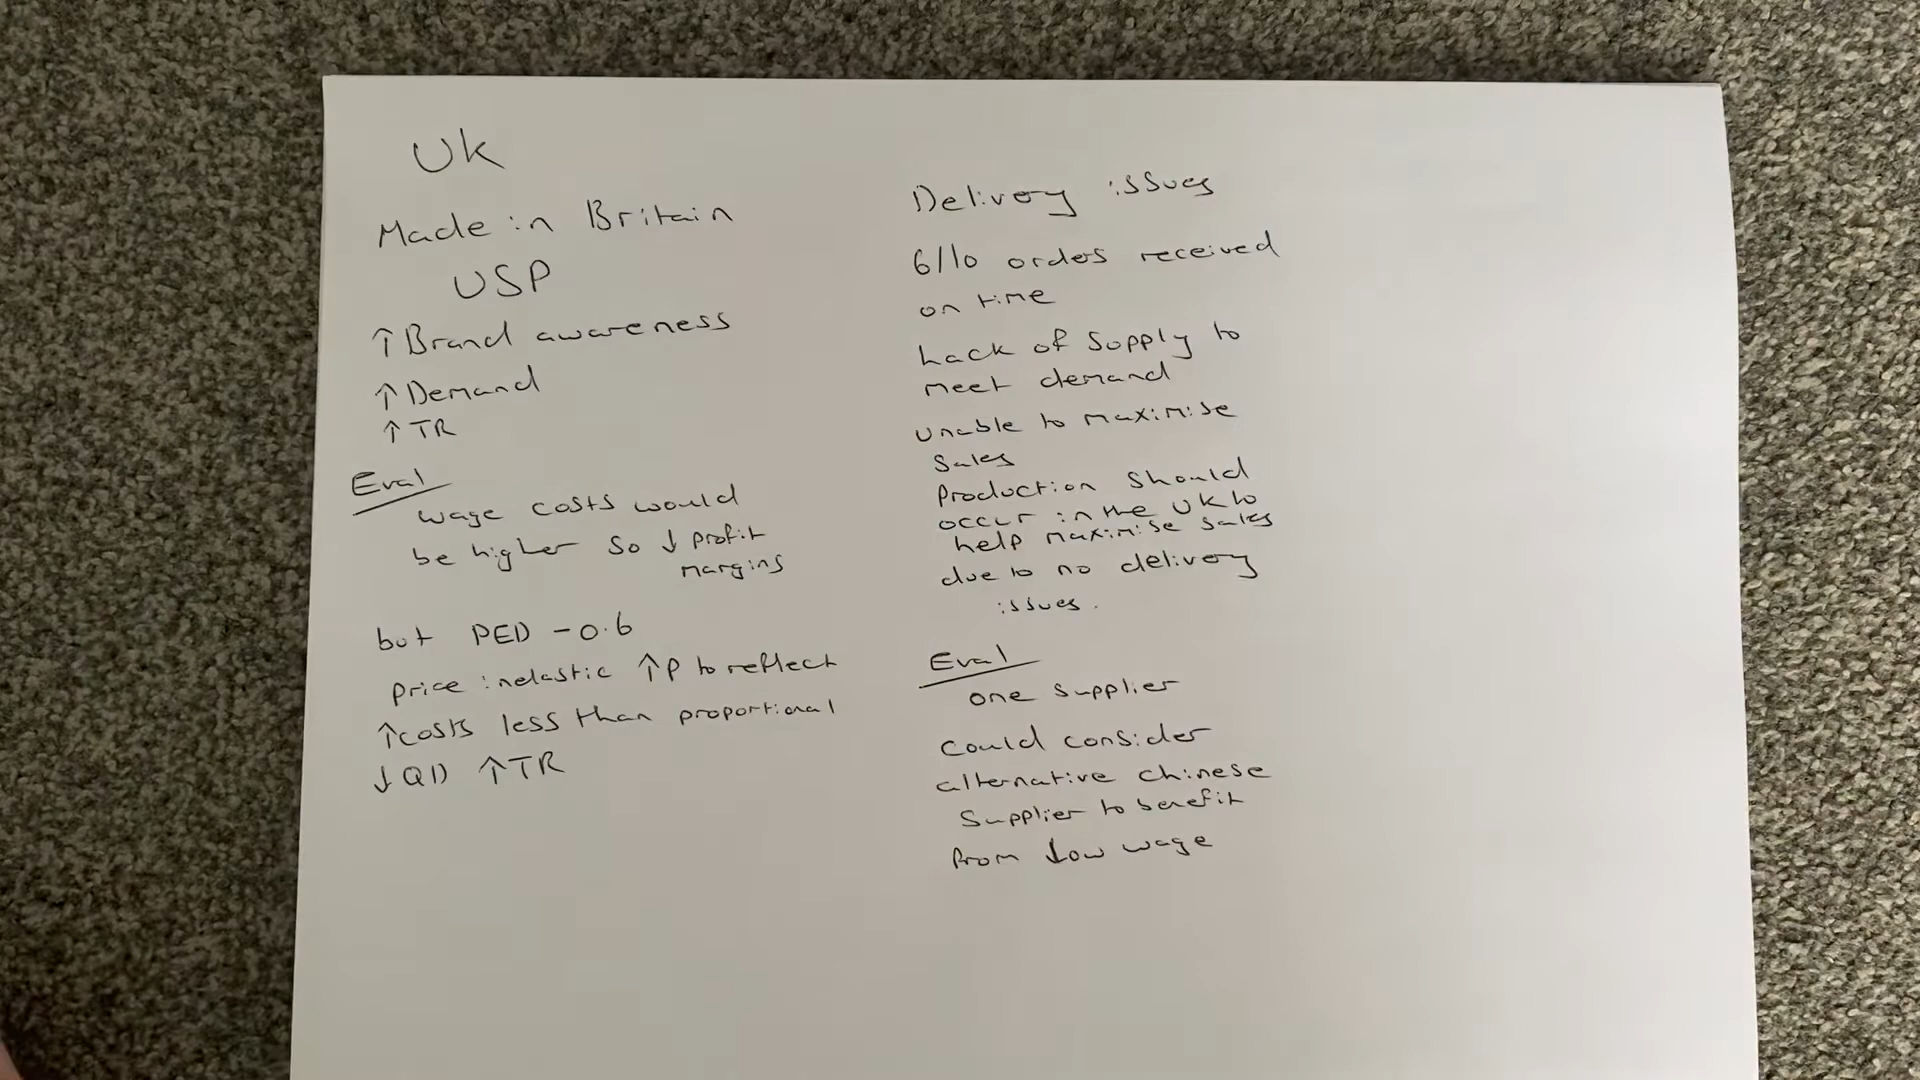 UK
Made in Britain
USP
↑ Brand awareness
↑ Demand
↑ TR
Eval
wage costs would
be higher so ↓ profit
margins
but PED -0.6
price inelastic ↑P to reflect
↑costs less than proportional
↓ QD ↑TR
Delivery issues
6/10 orders received
on time
Lack of supply to
meet demand
unable to maximise
sales
production should
occur in the UK to
help maximise sales
due to no delivery
issues.
Eval
one supplier
could consider
alternative chinese
supplier to benefit
from low wage